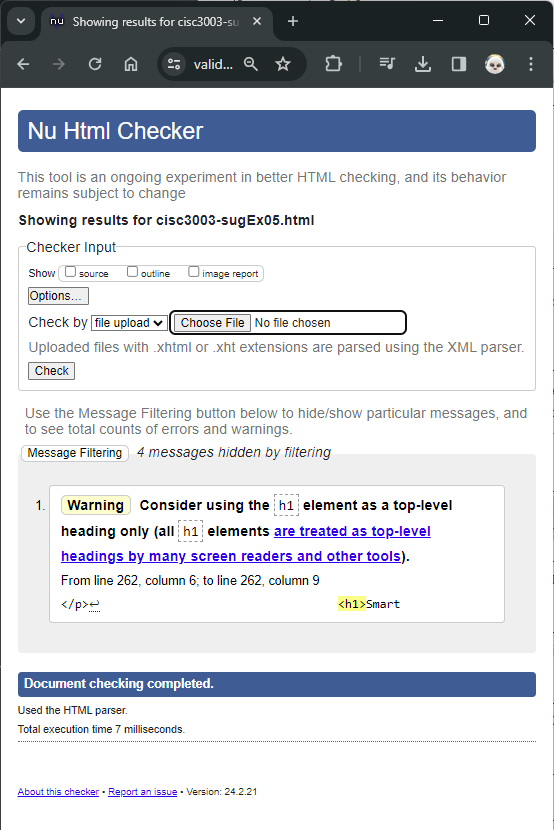 Showing results for cisc3003-su
valid...
Nu Html Checker
This tool is an ongoing experiment in better HTML checking, and its behavior
remains subject to change
Showing results for cisc3003-sugEx05.html
Checker Input
Show source outline image report
Options...
Check by file upload Choose File No file chosen
Uploaded files with .xhtml or .xht extensions are parsed using the XML parser.
Check
Use the Message Filtering button below to hide/show particular messages, and
to see total counts of errors and warnings.
Message Filtering 4 messages hidden by filtering
1. Warning Consider using the h1 element as a top-level
heading only (all h1 elements are treated as top-level
headings by many screen readers and other tools).
From line 262, column 6; to line 262, column 9
</p>↩ <h1>Smart
Document checking completed.
Used the HTML parser.
Total execution time 7 milliseconds.
About this checker • Report an issue • Version: 24.2.21